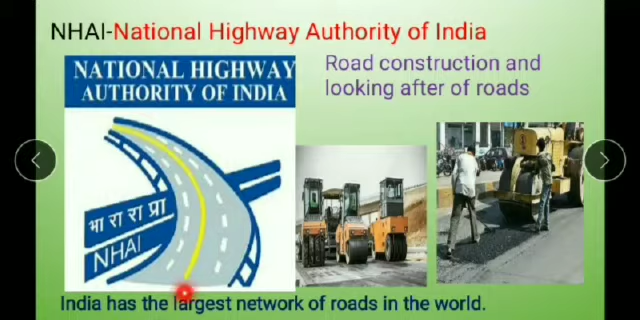 NHAI-National Highway Authority of India
NATIONAL HIGHWAY
AUTHORITY OF INDIA
Road construction and
looking after of roads
भा रा रा प्रा
NHAI
India has the largest network of roads in the world.